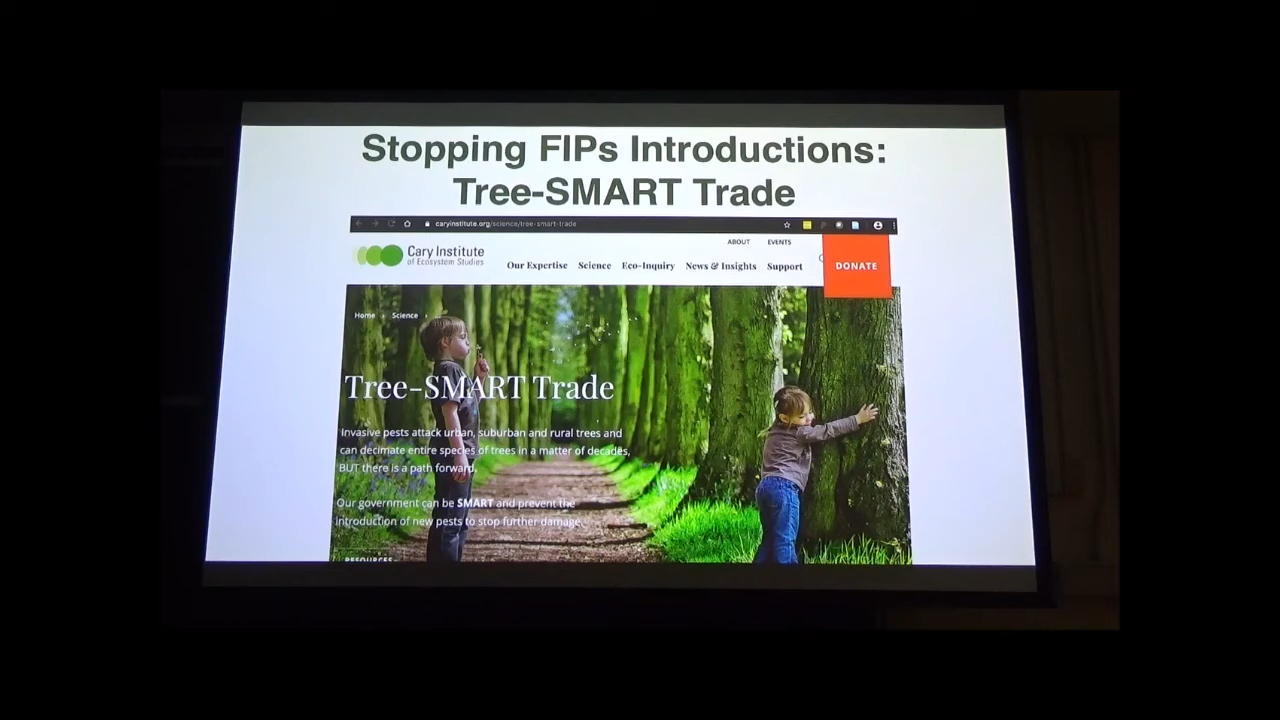 Stopping FIPs Introductions:
Tree-SMART Trade
caryinstitute.org/science/tree-smart-trade
ABOUT EVENTS
Cary Institute
of Ecosystem Studies
Our Expertise Science Eco-Inquiry News & Insights Support
DONATE
Home › Science ›
Tree-SMART Trade
Invasive pests attack urban, suburban and rural trees and
can decimate entire species of trees in a matter of decades,
BUT there is a path forward.
Our government can be SMART and prevent the
introduction of new pests to stop further damage.
RESOURCES